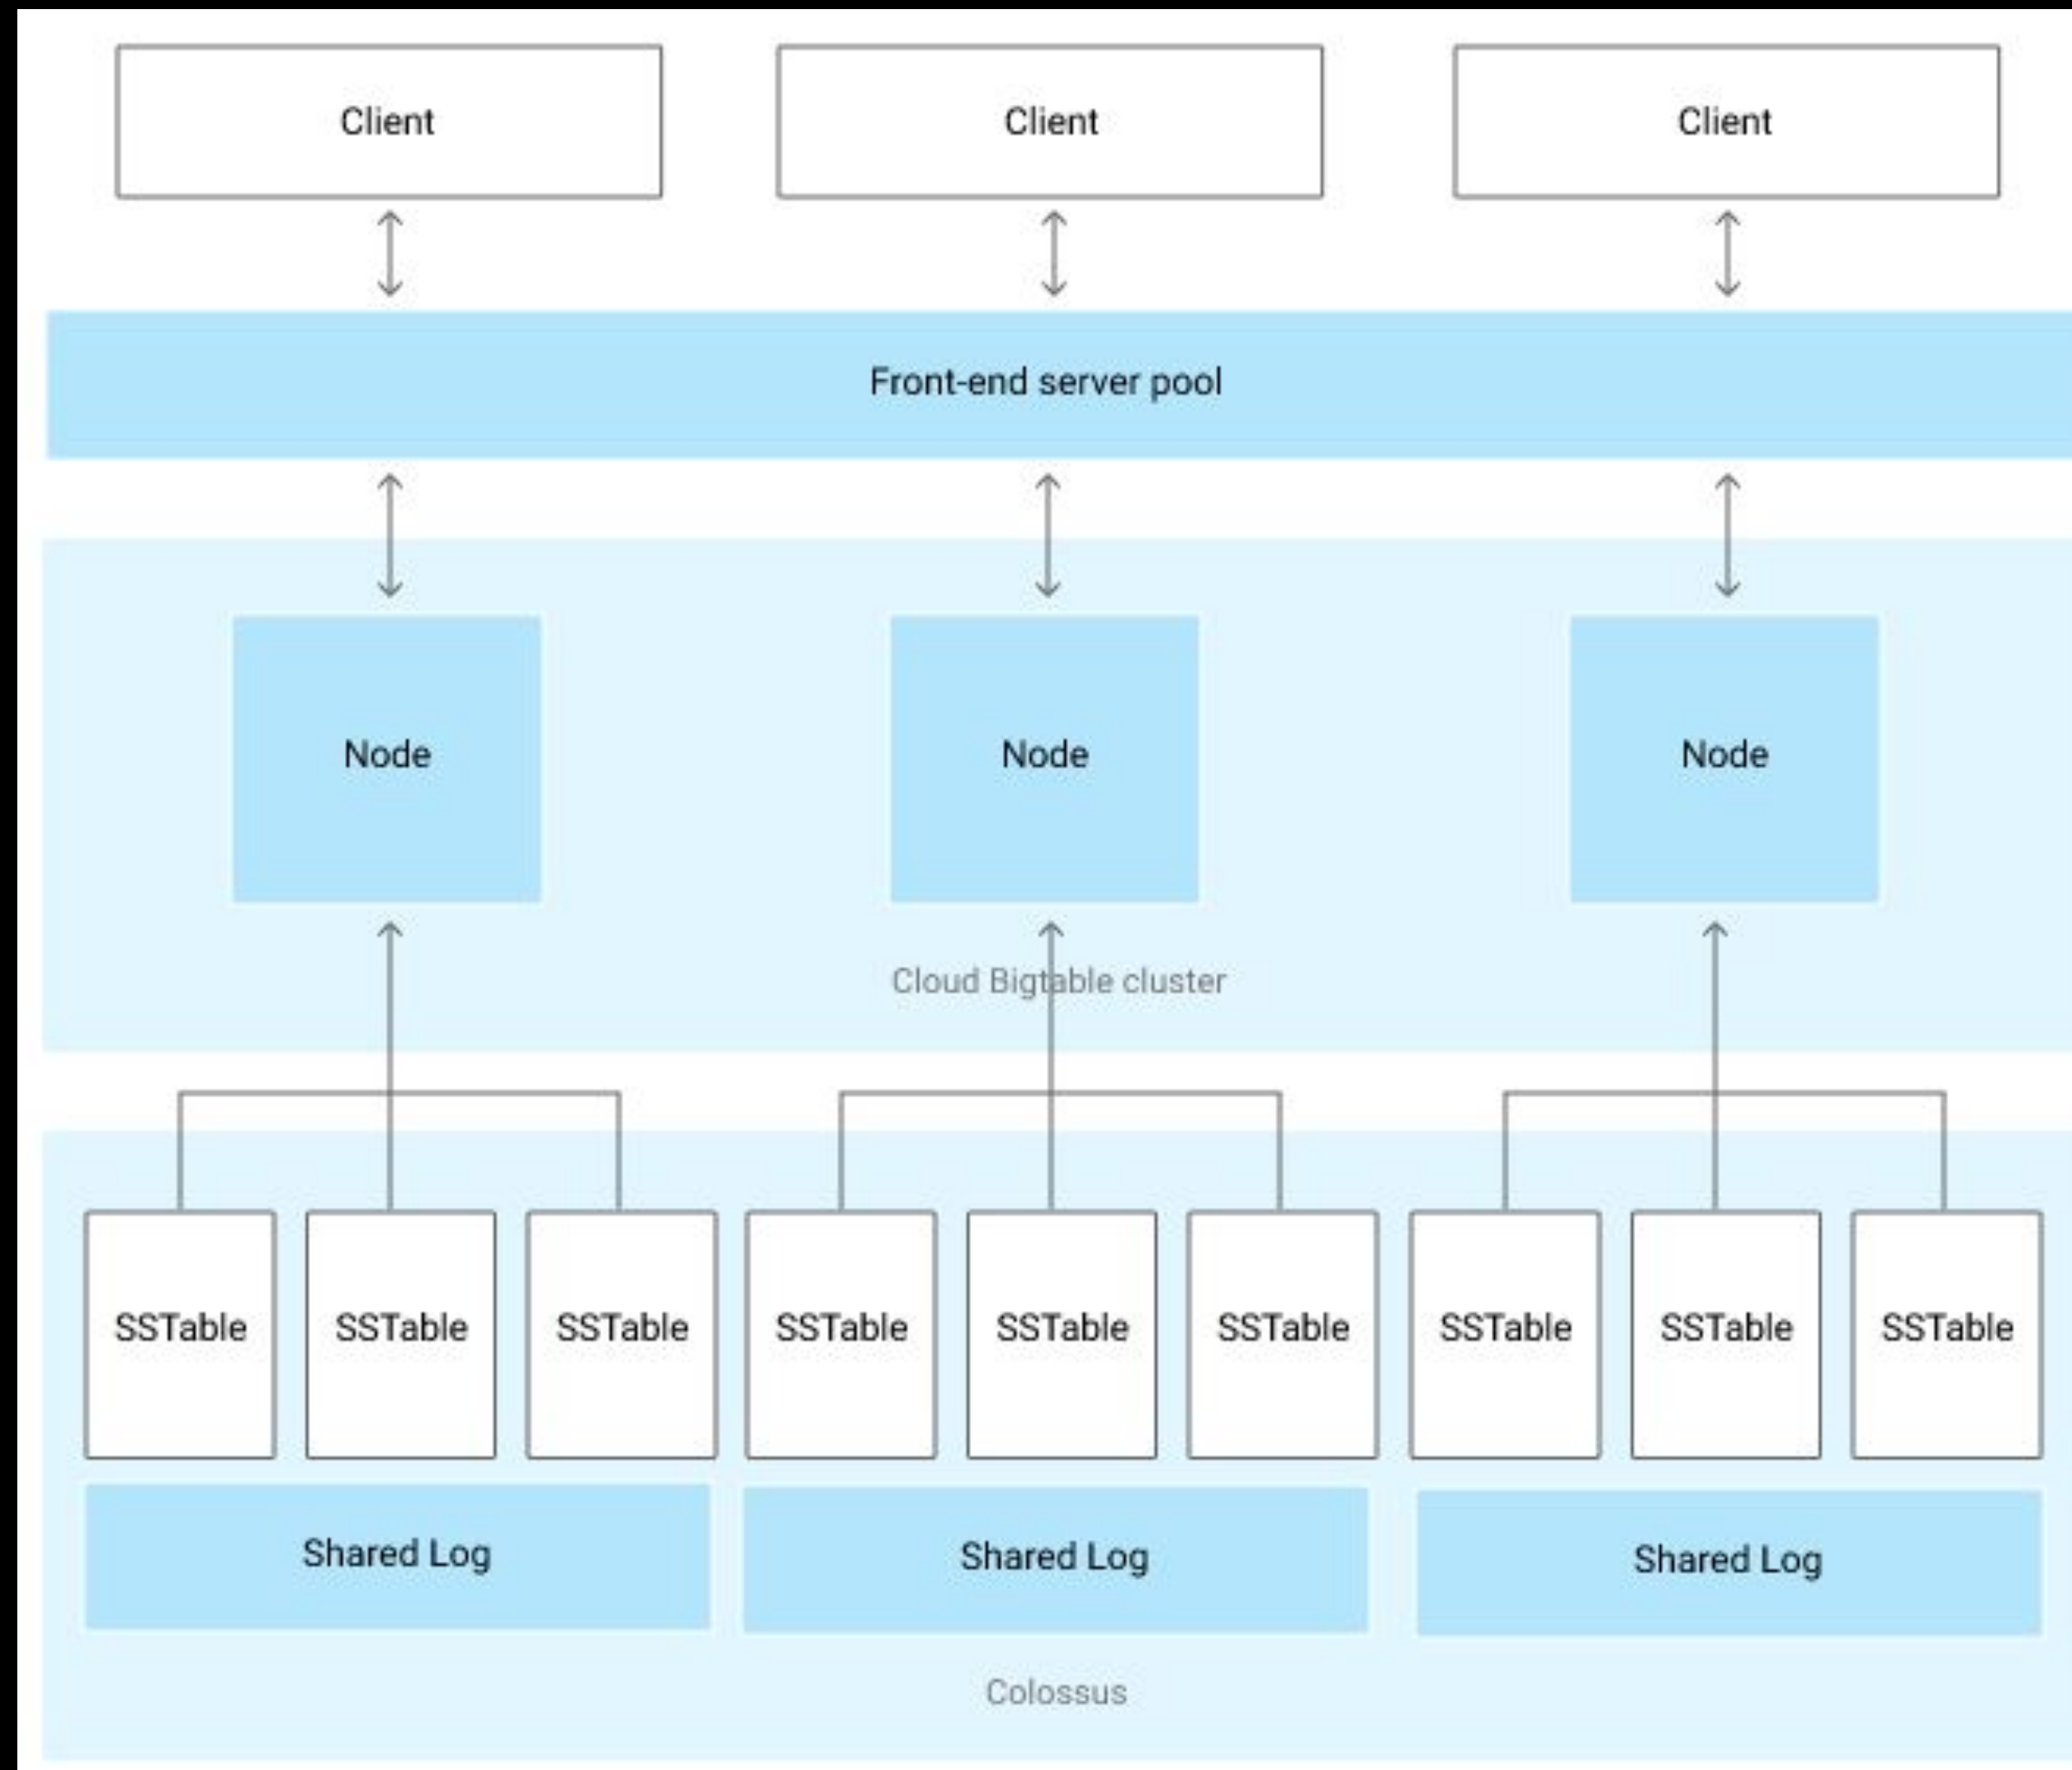 Client
Client
Client
Front-end server pool
Node
Node
Node
Cloud Bigtable cluster
SSTable
SSTable
SSTable
SSTable
SSTable
SSTable
SSTable
SSTable
SSTable
Shared Log
Shared Log
Shared Log
Colossus